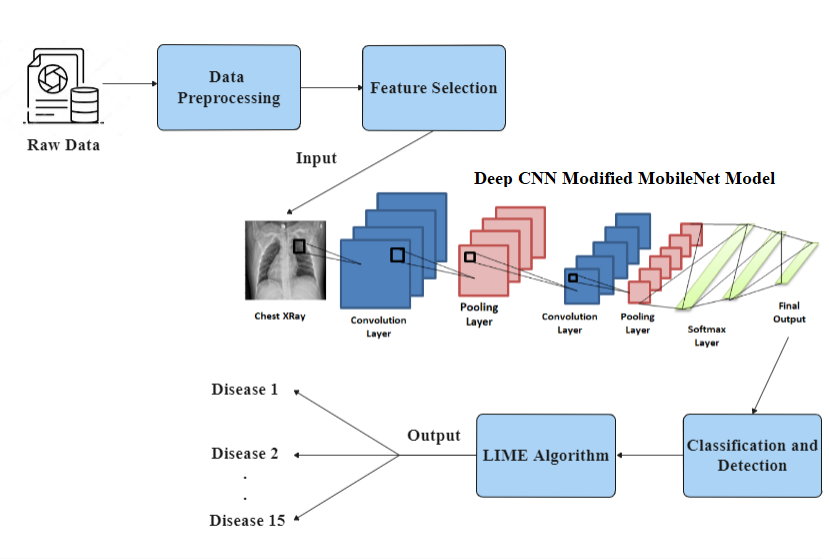 Raw Data
Data
Preprocessing
Feature Selection
Input
Deep CNN Modified MobileNet Model
Chest XRay
Convolution
Layer
Pooling
Layer
Convolution
Layer
Pooling
Layer
Softmax
Layer
Final
Output
Classification and
Detection
LIME Algorithm
Output
Disease 1
Disease 2
.
.
Disease 15